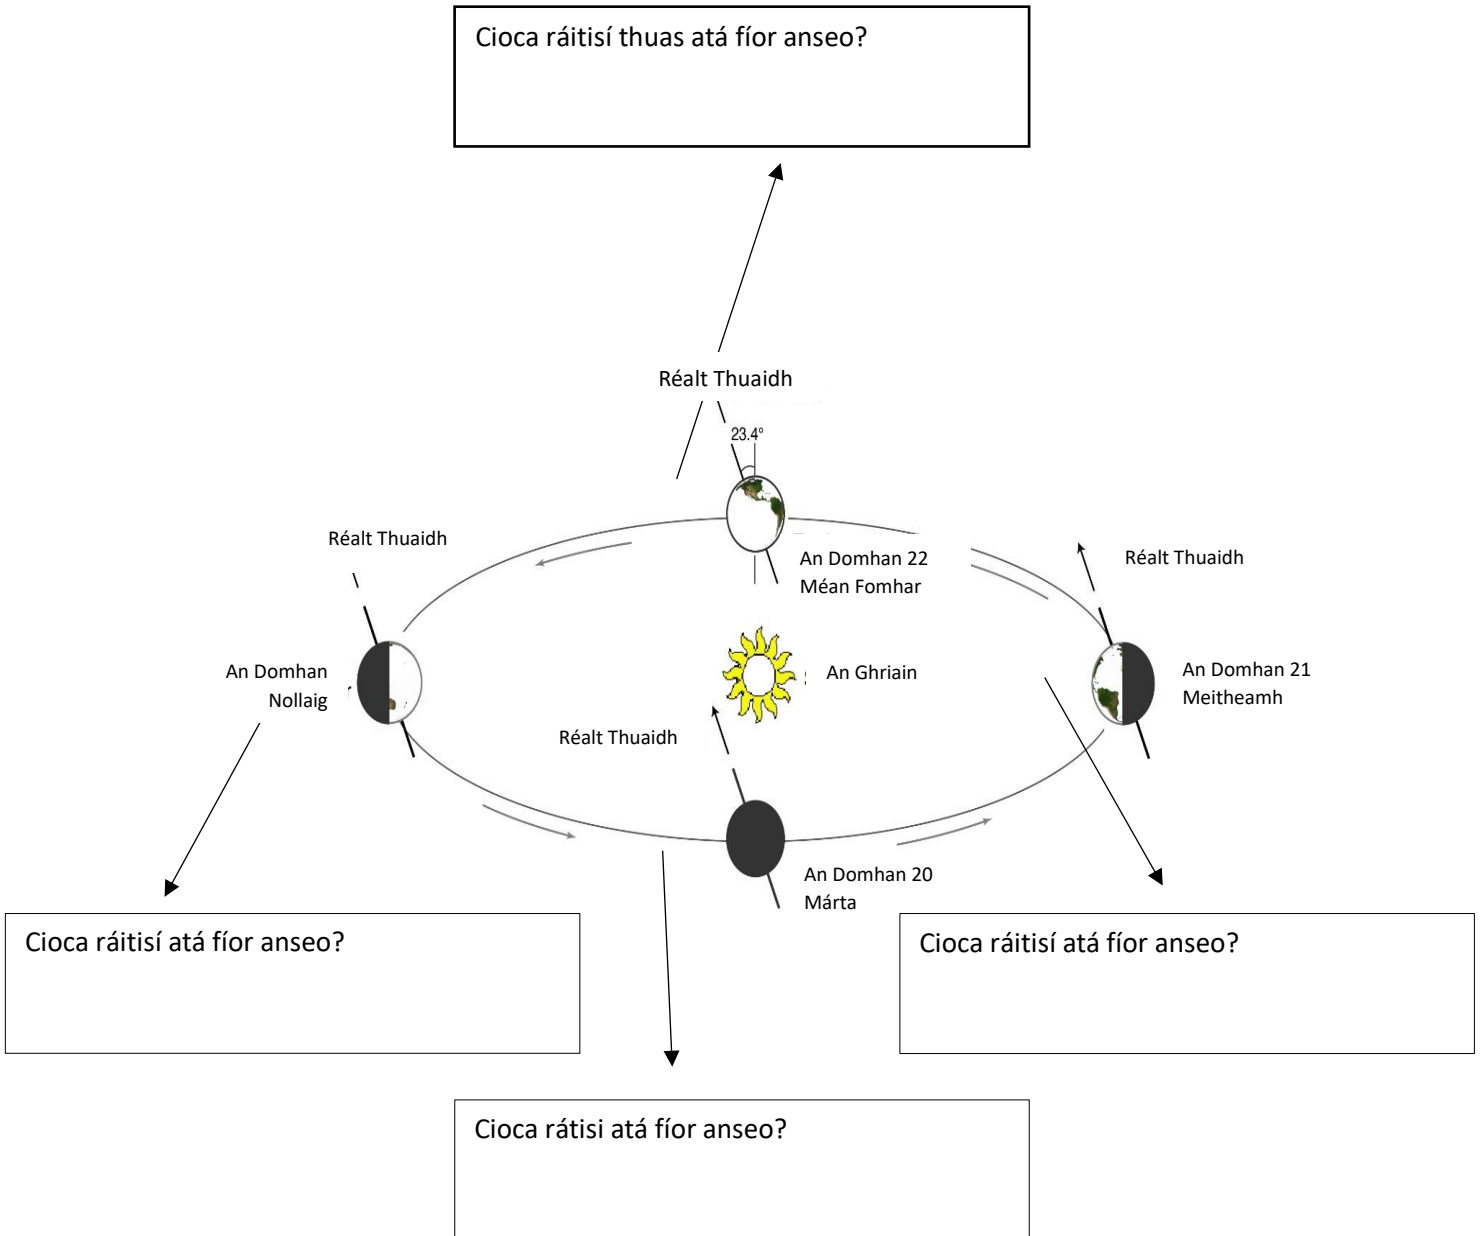 Cioca ráitisí thuas atá fíor anseo?
Réalt Thuaidh
23.4º
Réalt Thuaidh
An Domhan 22
Méan Fomhar
Réalt Thuaidh
An Domhan
Nollaig
An Ghriain
An Domhan 21
Meitheamh
Réalt Thuaidh
An Domhan 20
Márta
Cioca ráitisí atá fíor anseo?
Cioca ráitisí atá fíor anseo?
Cioca rátisi atá fíor anseo?